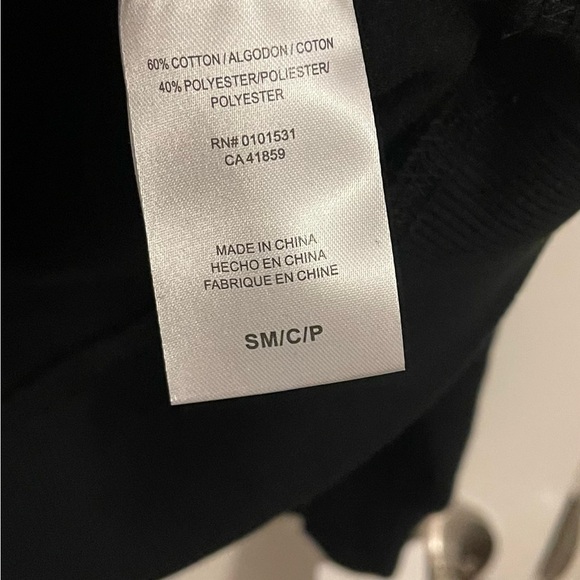 60% COTTON / ALGODON / COTON
40% POLYESTER/POLIESTER/
POLYESTER
RN# 0101531
CA 41859
MADE IN CHINA
HECHO EN CHINA
FABRIQUE EN CHINE
SM/C/P